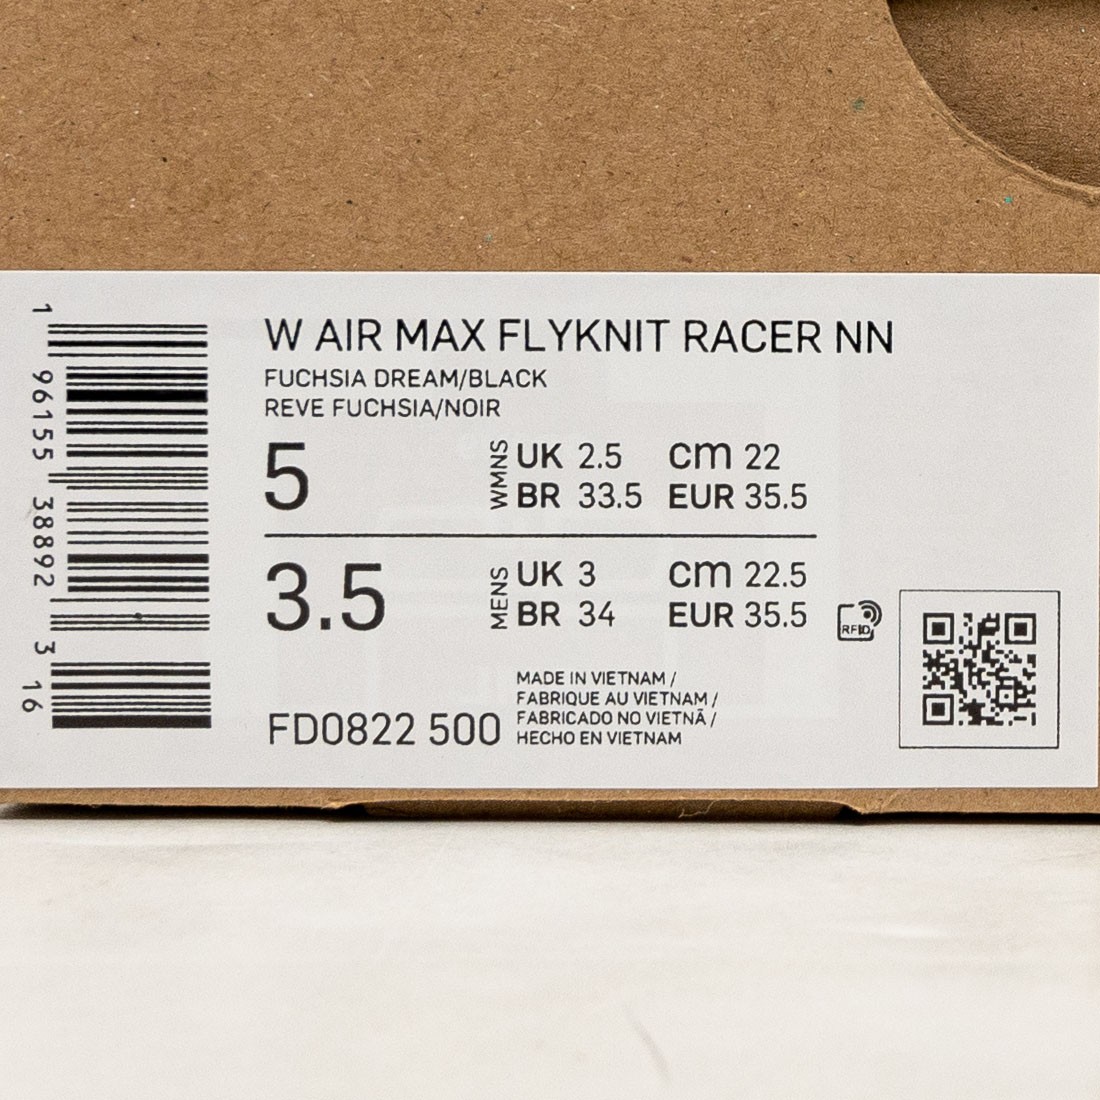 1 96155 38892 3 16
W AIR MAX FLYKNIT RACER NN
FUCHSIA DREAM/BLACK
REVE FUCHSIA/NOIR
5 WMNS UK 2.5 CM 22
BR 33.5 EUR 35.5
3.5 MENS UK 3 CM 22.5
BR 34 EUR 35.5
RFID
MADE IN VIETNAM /
FABRIQUE AU VIETNAM /
FABRICADO NO VIETNÃ /
HECHO EN VIETNAM
FD0822 500